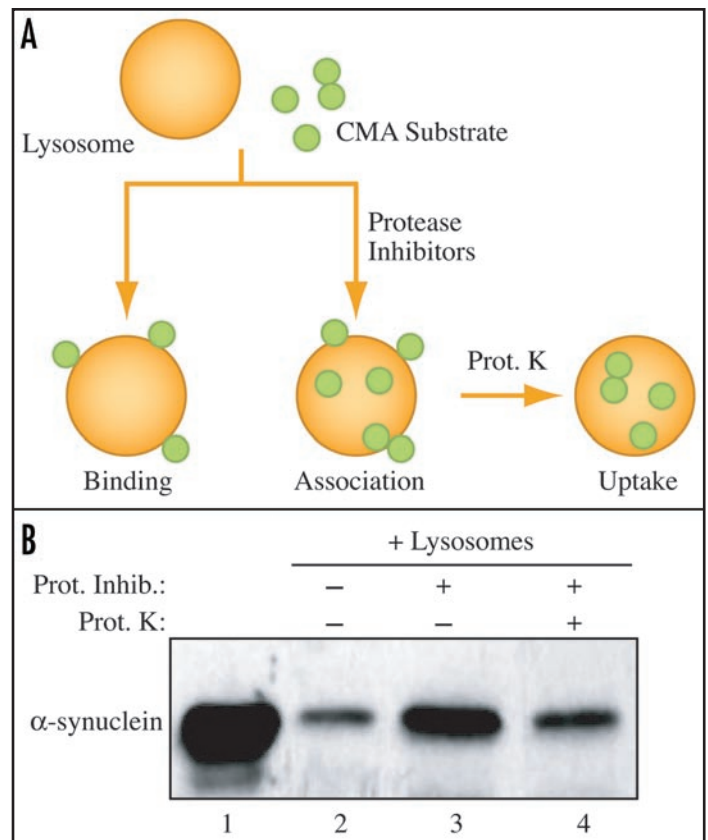 A
Lysosome
CMA Substrate
Protease
Inhibitors
Prot. K
Binding
Association
Uptake
B
+ Lysosomes
Prot. Inhib.: – + +
Prot. K: – – +
α-synuclein
1 2 3 4